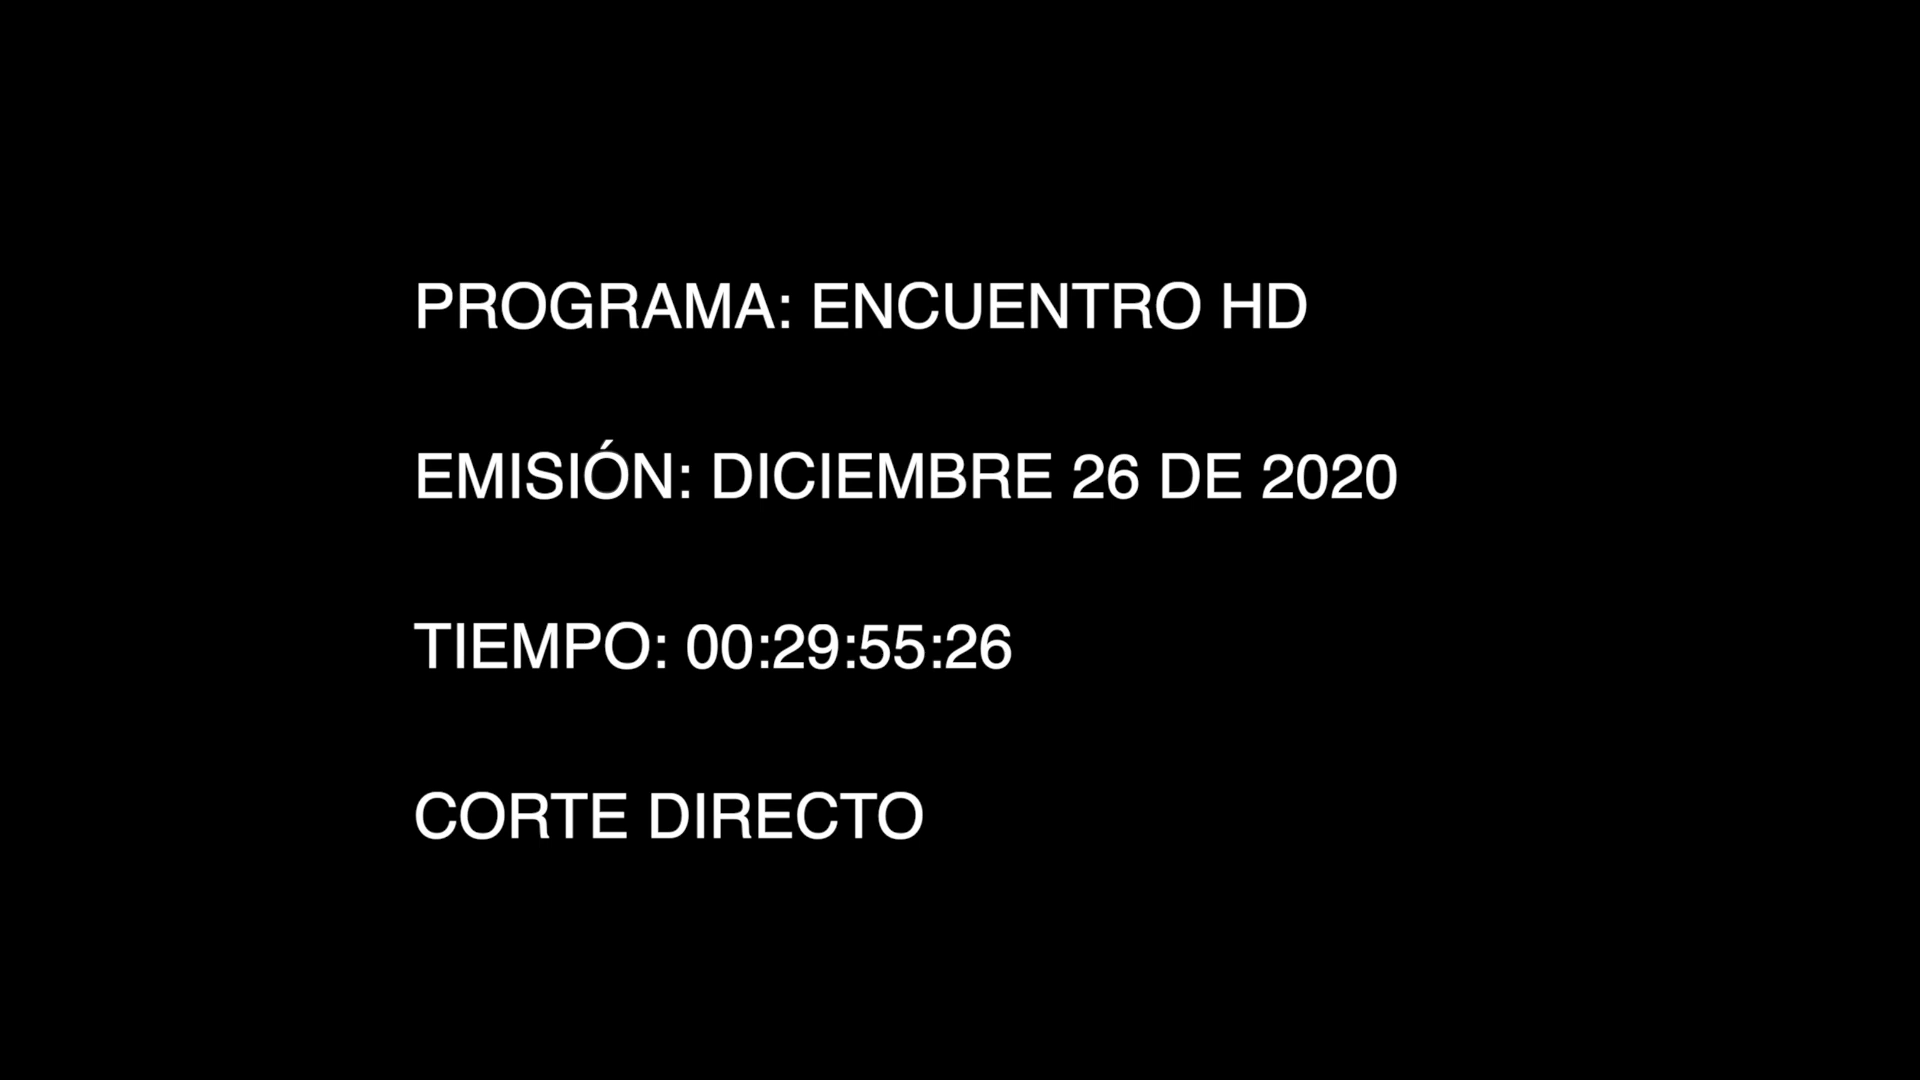 PROGRAMA: ENCUENTRO HD
EMISIÓN: DICIEMBRE 26 DE 2020
TIEMPO: 00:29:55:26
CORTE DIRECTO